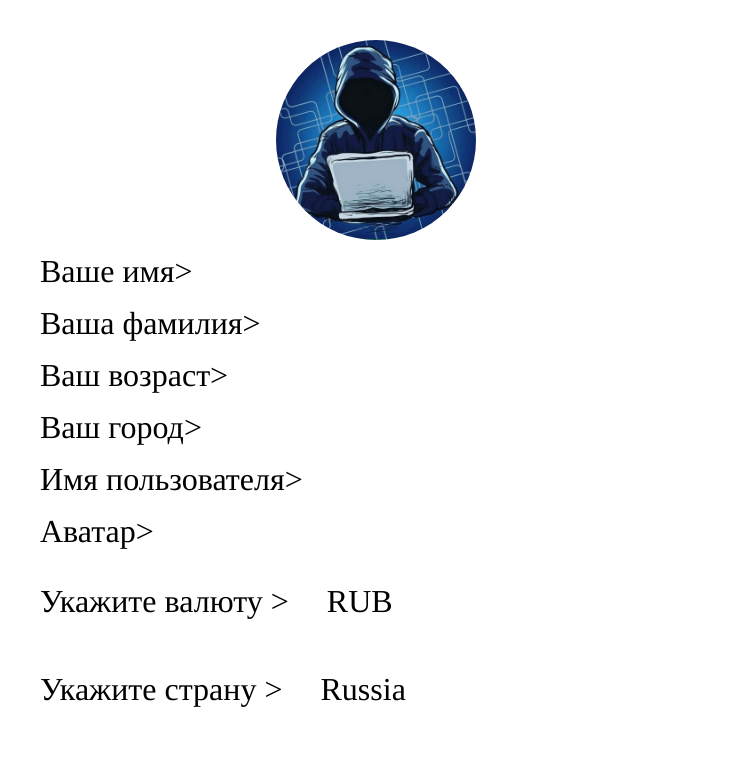 Ваше имя>
Ваша фамилия>
Ваш возраст>
Ваш город>
Имя пользователя>
Аватар>
Укажите валюту > RUB
Укажите страну > Russia